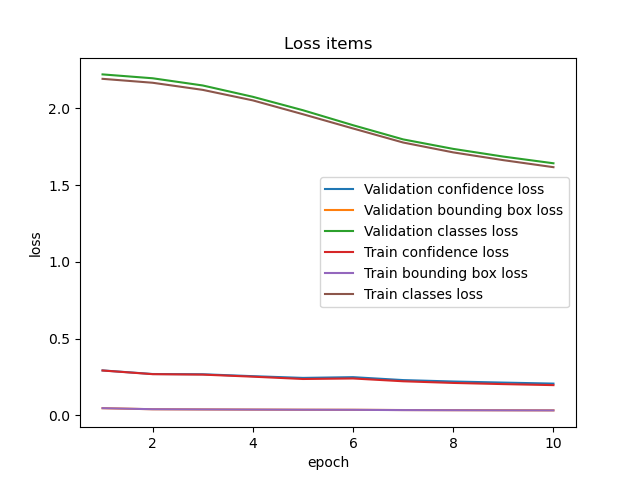 Loss items
2.0
1.5
1.0
0.5
0.0
loss
Validation confidence loss
Validation bounding box loss
Validation classes loss
Train confidence loss
Train bounding box loss
Train classes loss
2
4
6
8
10
epoch